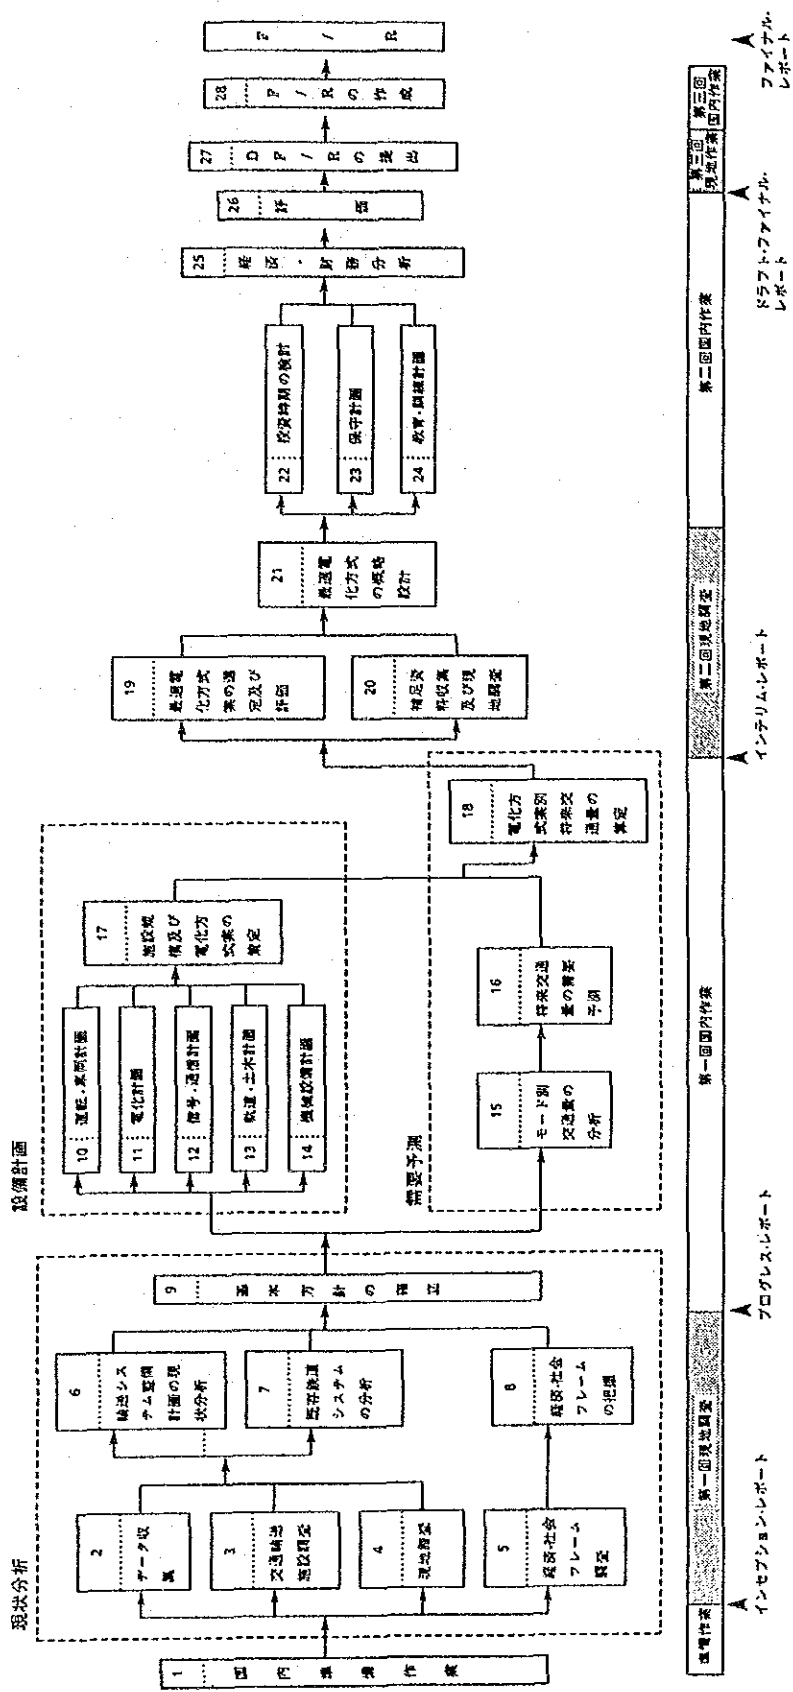 現状分析
1
国内準備作業
2
データ収
集
3
交通輸送
施設調査
4
現地踏査
5
経済・社会
フレーム
調査
6
輸送シス
テム整備
計画の現
状分析
7
既存鉄道
システム
の分析
8
経済・社会
フレーム
の把握
9
基本方針の確立
設備計画
10 運転・車両計画
11 電化計画
12 信号・通信計画
13 軌道・土木計画
14 機械設備計画
需要予測
15
モード別
交通量の
分析
16
将来交通
量の需要
予測
17
施設規
模及び
電化方
式案の
策定
18
電化方
式案別
将来交
通量の
算定
19
最適電
化方式
案の選
定及び
評価
20
補足資
料収集
及び現
地調査
21
最適電
化方式
の概略
設計
22 投資時期の検討
23 保守計画
24 教育・訓練計画
25
経済・財務分析
26
評価
27
DF/Rの提出
28
F/Rの作成
F/R
準備作業
第一回現地調査
第一回国内作業
第二回現地調査
第二回国内作業
第三回
現地作業
第三回
国内作業
インセプション・レポート
プログレス・レポート
インテリム・レポート
ドラフト・ファイナル・
レポート
ファイナル・
レポート